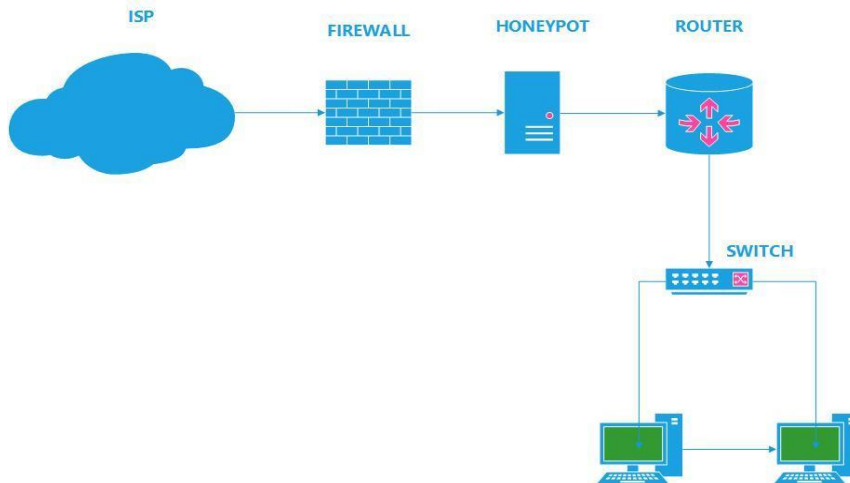 ISP
FIREWALL
HONEYPOT
ROUTER
SWITCH